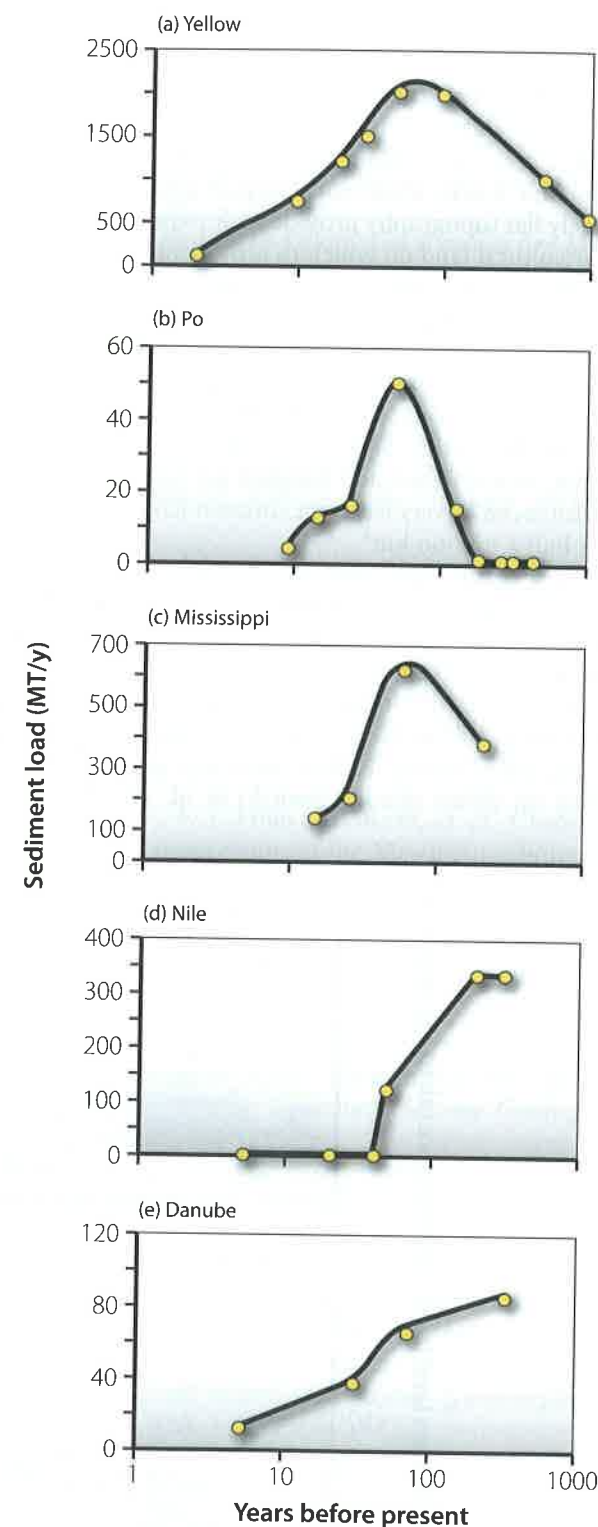 (a) Yellow
2500
1500
500
0
(b) Po
60
40
20
0
(c) Mississippi
700
500
300
100
0
Sediment load (MT/y)
(d) Nile
400
300
200
100
0
(e) Danube
120
80
40
0
1 10 100 1000
Years before present